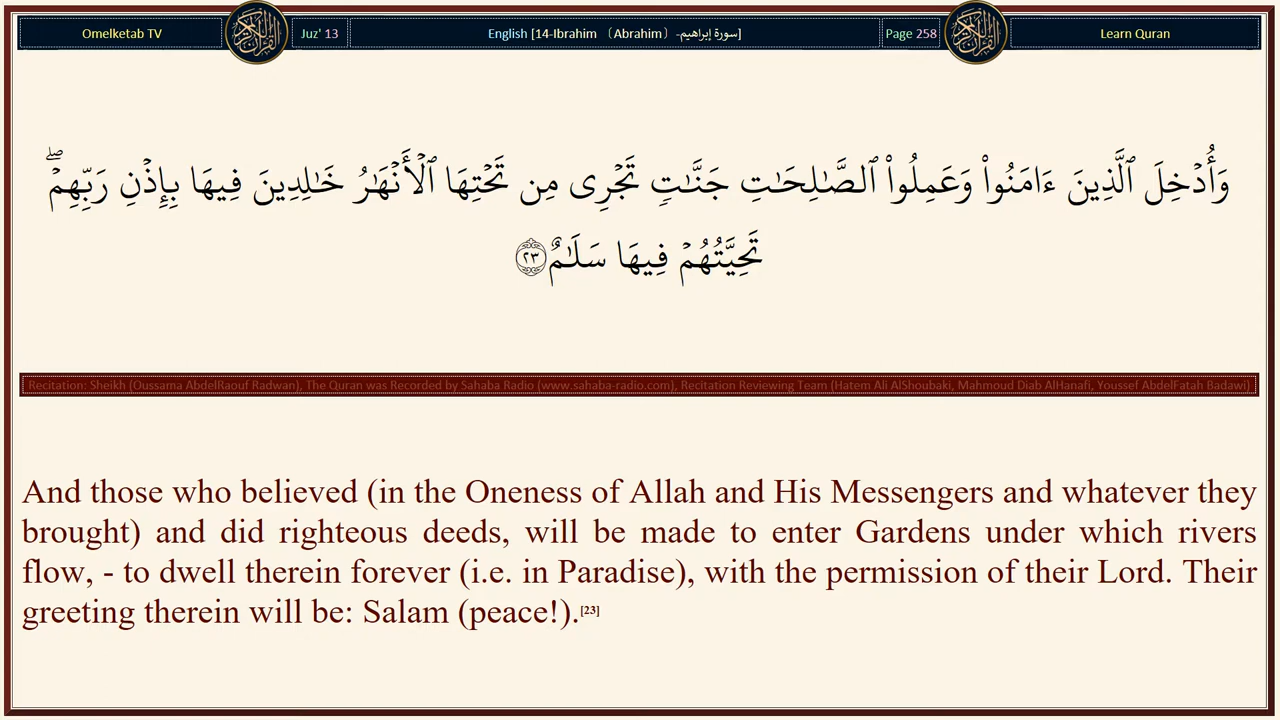 Omelketab TV
Juz' 13
English [14-Ibrahim (Abrahim) -سورة إبراهيم]
Page 258
Learn Quran
وَأُدۡخِلَ ٱلَّذِينَ ءَامَنُواْ وَعَمِلُواْ ٱلصَّٰلِحَٰتِ جَنَّٰتٖ تَجۡرِى مِن تَحۡتِهَا ٱلۡأَنۡهَٰرُ خَٰلِدِينَ فِيهَا بِإِذۡنِ رَبِّهِمۡۖ
تَحِيَّتُهُمۡ فِيهَا سَلَٰمٌ ٢٣
Recitation: Sheikh (Oussama AbdelRaouf Radwan), The Quran was Recorded by Sahaba Radio (www.sahaba-radio.com), Recitation Reviewing Team (Hatem Ali AlShoubaki, Mahmoud Diab AlHanafi, Youssef AbdelFatah Badawi)
And those who believed (in the Oneness of Allah and His Messengers and whatever they
brought) and did righteous deeds, will be made to enter Gardens under which rivers
flow, - to dwell therein forever (i.e. in Paradise), with the permission of their Lord. Their
greeting therein will be: Salam (peace!).[23]